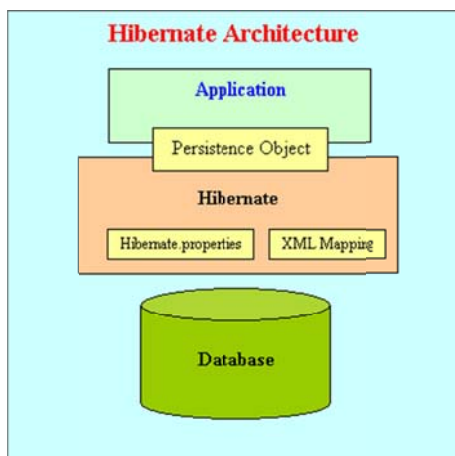 Hibernate Architecture
Application
Persistence Object
Hibernate
Hibernate.properties
XML Mapping
Database